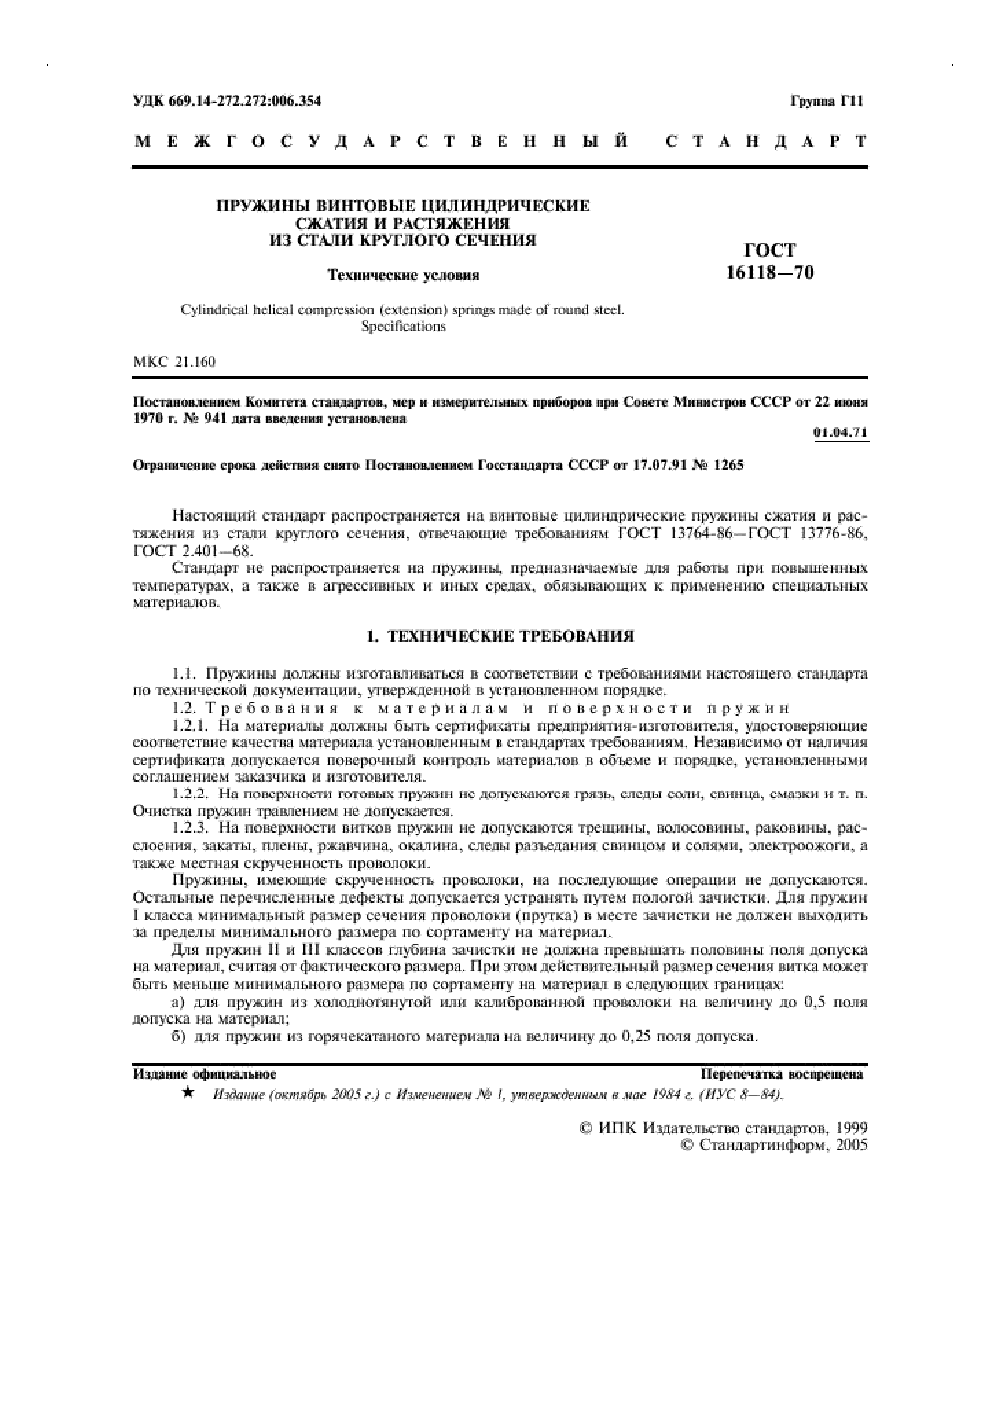 УДК 669.14-272.272:006.354 Группа Г11
МЕЖГОСУДАРСТВЕННЫЙ СТАНДАРТ
ПРУЖИНЫ ВИНТОВЫЕ ЦИЛИНДРИЧЕСКИЕ
СЖАТИЯ И РАСТЯЖЕНИЯ
ИЗ СТАЛИ КРУГЛОГО СЕЧЕНИЯ
Технические условия
Cylindrical helical compression (extension) springs made of round steel.
Specifications
ГОСТ
16118—70
МКС 21.160
Постановлением Комитета стандартов, мер и измерительных приборов при Совете Министров СССР от 22 июня
1970 г. № 941 дата введения установлена
01.04.71
Ограничение срока действия снято Постановлением Госстандарта СССР от 17.07.91 № 1265
Настоящий стандарт распространяется на винтовые цилиндрические пружины сжатия и рас-
тяжения из стали круглого сечения, отвечающие требованиям ГОСТ 13764-86—ГОСТ 13776-86,
ГОСТ 2.401—68.
Стандарт не распространяется на пружины, предназначаемые для работы при повышенных
температурах, а также в агрессивных и иных средах, обязывающих к применению специальных
материалов.
1. ТЕХНИЧЕСКИЕ ТРЕБОВАНИЯ
1.1. Пружины должны изготавливаться в соответствии с требованиями настоящего стандарта
по технической документации, утвержденной в установленном порядке.
1.2. Требования к материалам и поверхности пружин
1.2.1. На материалы должны быть сертификаты предприятия-изготовителя, удостоверяющие
соответствие качества материала установленным в стандартах требованиям. Независимо от наличия
сертификата допускается поверочный контроль материалов в объеме и порядке, установленными
соглашением заказчика и изготовителя.
1.2.2. На поверхности готовых пружин не допускаются грязь, следы соли, свинца, смазки и т. п.
Очистка пружин травлением не допускается.
1.2.3. На поверхности витков пружин не допускаются трещины, волосовины, раковины, рас-
слоения, закаты, плены, ржавчина, окалина, следы разъедания свинцом и солями, электроожоги, а
также местная скрученность проволоки.
Пружины, имеющие скрученность проволоки, на последующие операции не допускаются.
Остальные перечисленные дефекты допускается устранять путем пологой зачистки. Для пружин
I класса минимальный размер сечения проволоки (прутка) в месте зачистки не должен выходить
за пределы минимального размера по сортаменту на материал.
Для пружин II и III классов глубина зачистки не должна превышать половины поля допуска
на материал, считая от фактического размера. При этом действительный размер сечения витка может
быть меньше минимального размера по сортаменту на материал в следующих границах:
а) для пружин из холоднотянутой или калиброванной проволоки на величину до 0,5 поля
допуска на материал;
б) для пружин из горячекатаного материала на величину до 0,25 поля допуска.
Издание официальное Перепечатка воспрещена
★ Издание (октябрь 2005 г.) с Изменением № 1, утвержденным в мае 1984 г. (ИУС 8—84).
© ИПК Издательство стандартов, 1999
© Стандартинформ, 2005